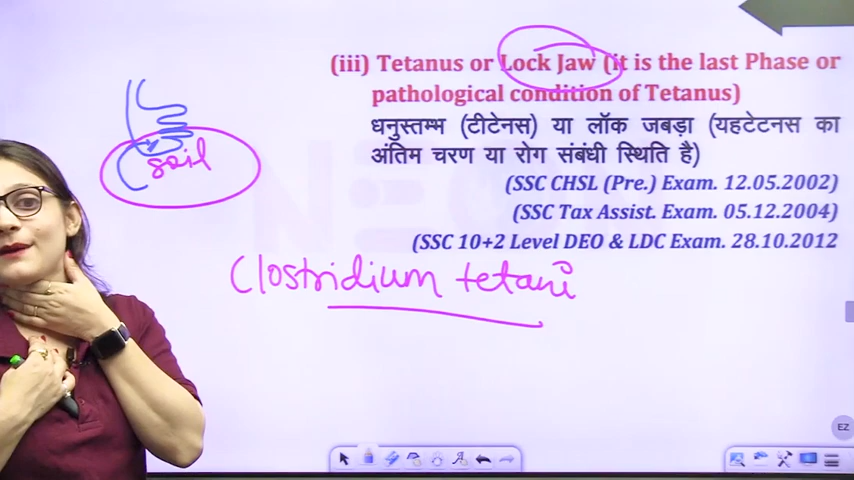 (iii) Tetanus or Lock Jaw (it is the last Phase or
pathological condition of Tetanus)
धनुस्तम्भ (टीटेनस) या लॉक जबड़ा (यहटेटनस का
अंतिम चरण या रोग संबंधी स्थिति है)
(SSC CHSL (Pre.) Exam. 12.05.2002)
(SSC Tax Assist. Exam. 05.12.2004)
(SSC 10+2 Level DEO & LDC Exam. 28.10.2012
soil
Clostridium tetani
EZ